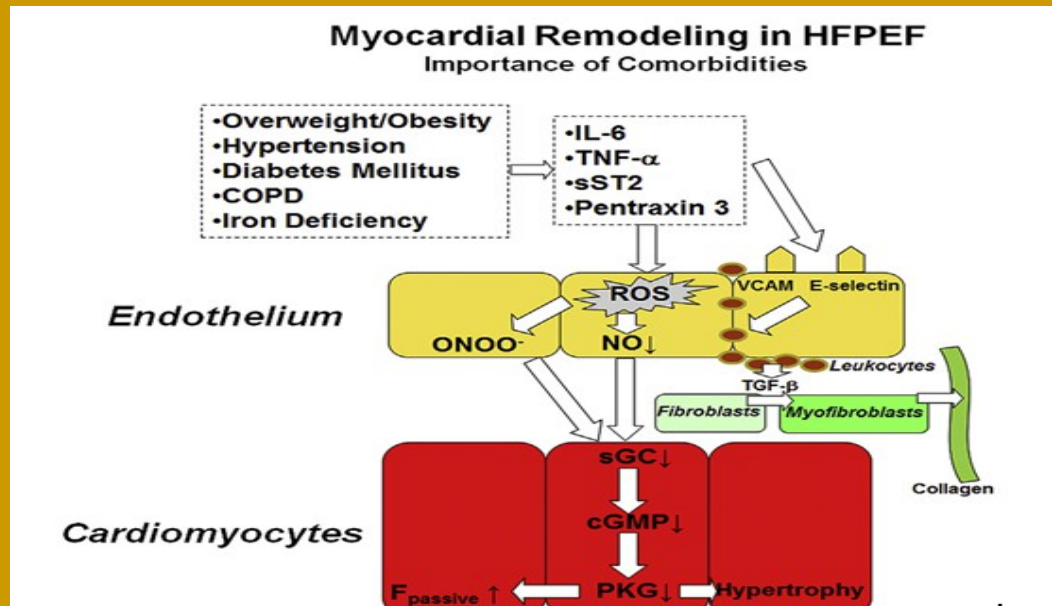 Myocardial Remodeling in HFPEF
Importance of Comorbidities
•Overweight/Obesity
•Hypertension
•Diabetes Mellitus
•COPD
•Iron Deficiency
•IL-6
•TNF-α
•sST2
•Pentraxin 3
Endothelium
ROS
ONOO⁻
NO↓
VCAM
E-selectin
Leukocytes
TGF-β
Fibroblasts
Myofibroblasts
Collagen
Cardiomyocytes
sGC↓
cGMP↓
Fpassive ↑
PKG↓
Hypertrophy